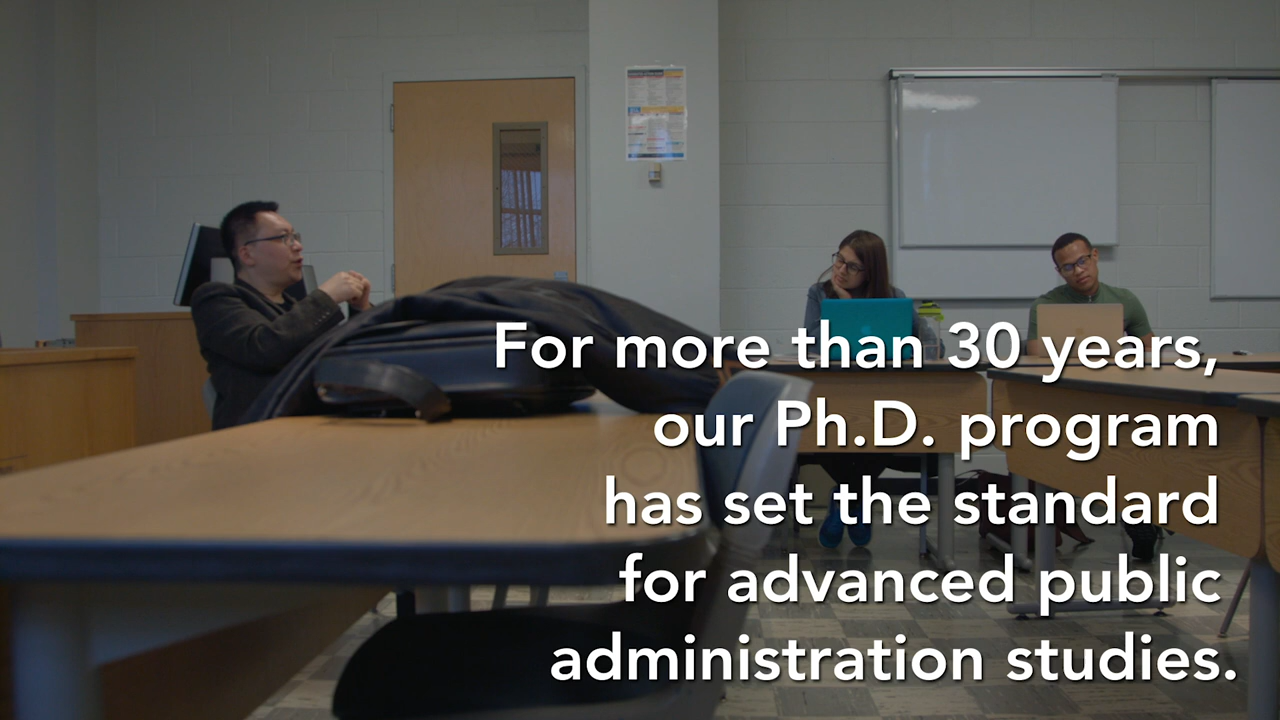 For more than 30 years,
our Ph.D. program
has set the standard
for advanced public
administration studies.